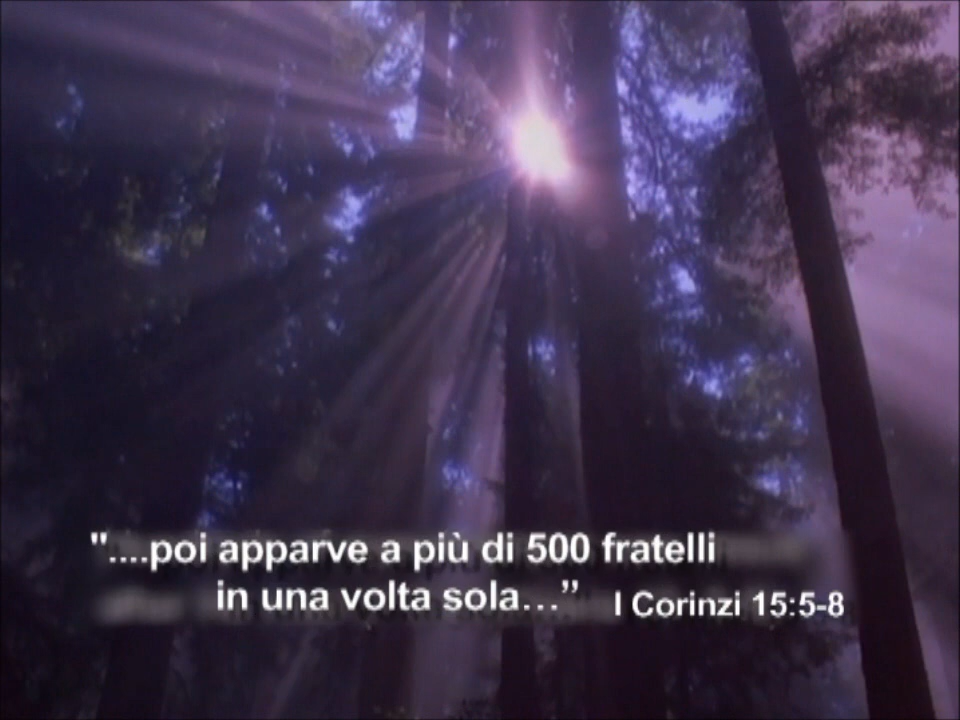 "....poi apparve a più di 500 fratelli
in una volta sola…” I Corinzi 15:5-8